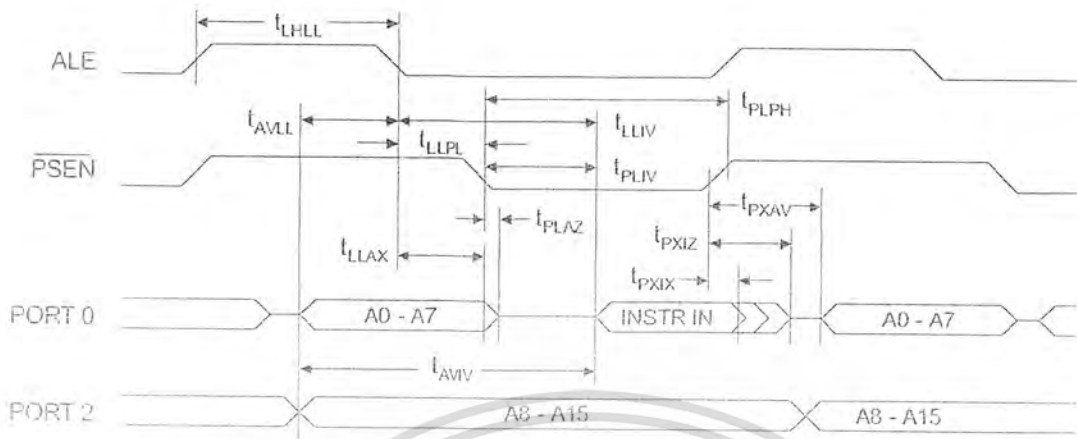 tLHLL
ALE
tPLPH
tAVLL
tLLIV
tLLPL
PSEN
tPLIV
tPXAV
tPLAZ
tPXIZ
tLLAX
tPXIX
PORT 0
A0 - A7
INSTR IN
A0 - A7
tAVIV
PORT 2
A8 - A15
A8 - A15